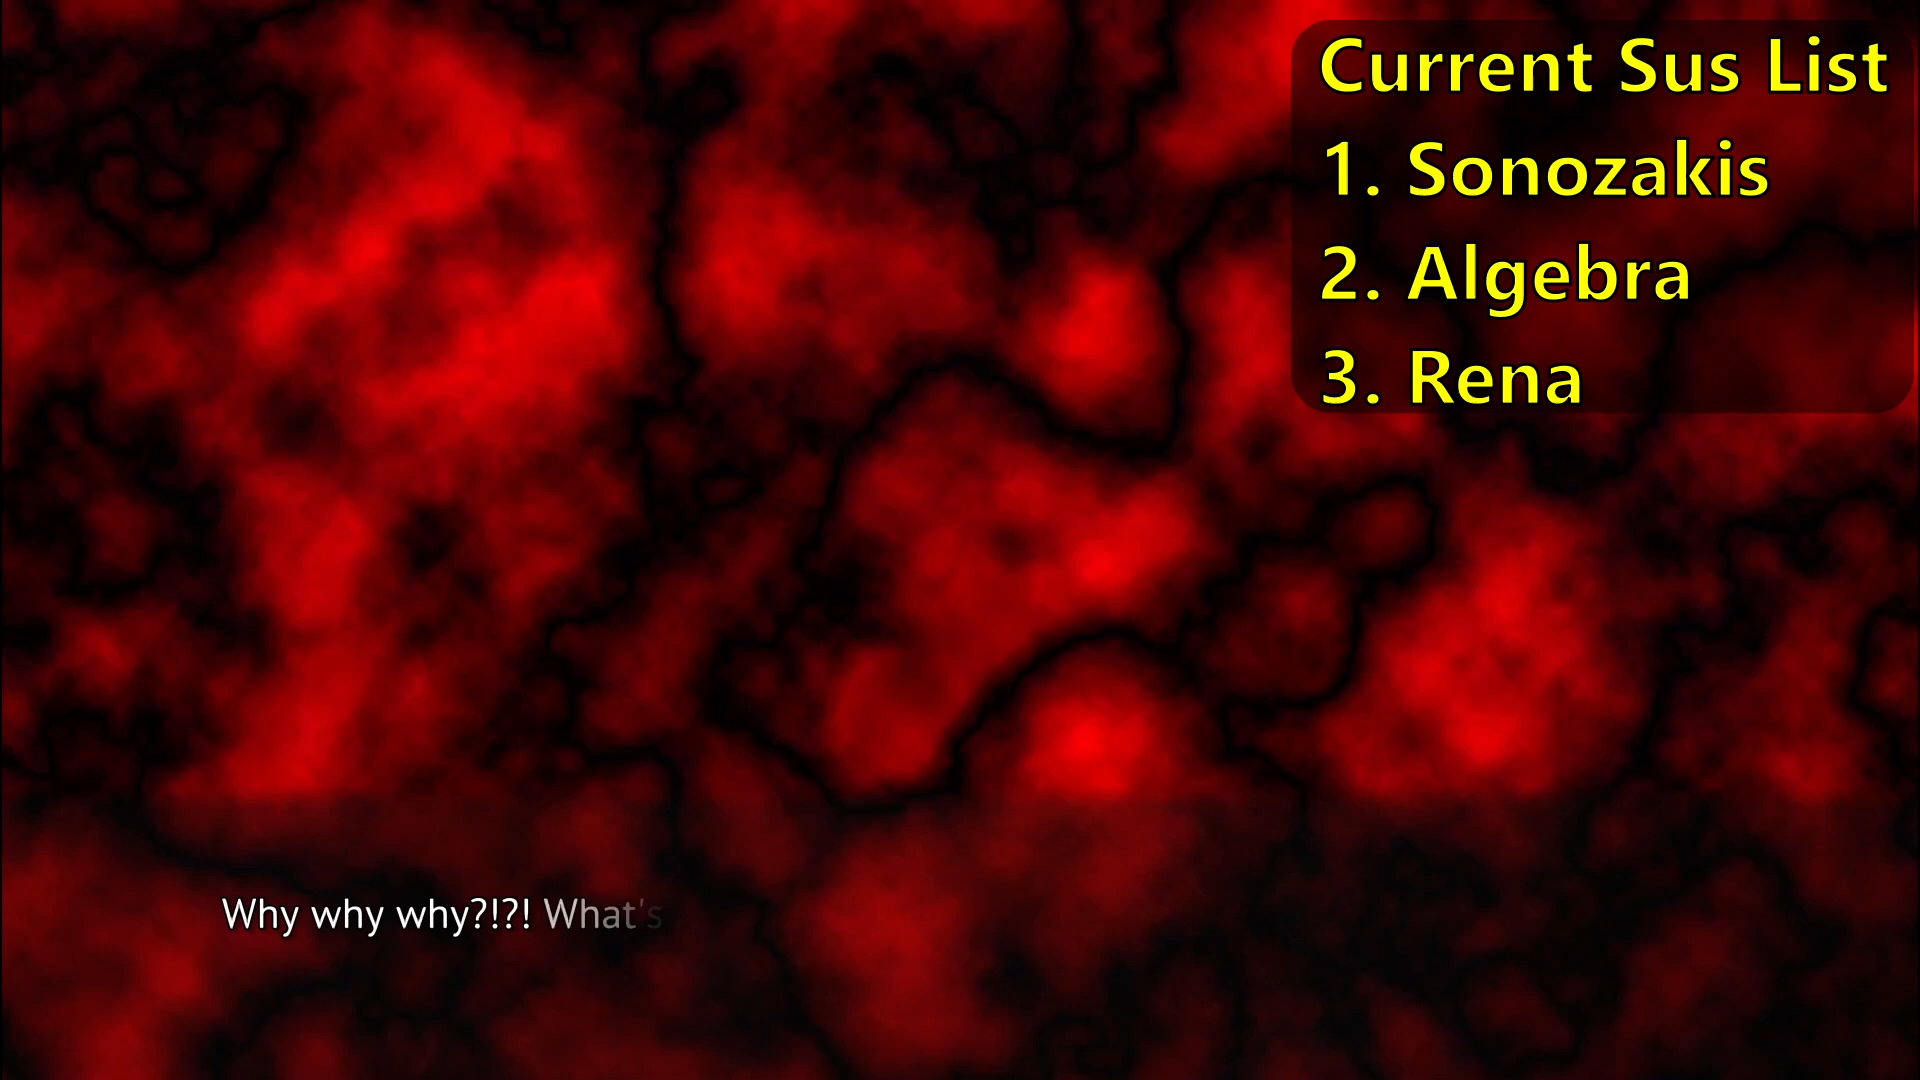 Current Sus List
1. Sonozakis
2. Algebra
3. Rena
Why why why?!?! What's